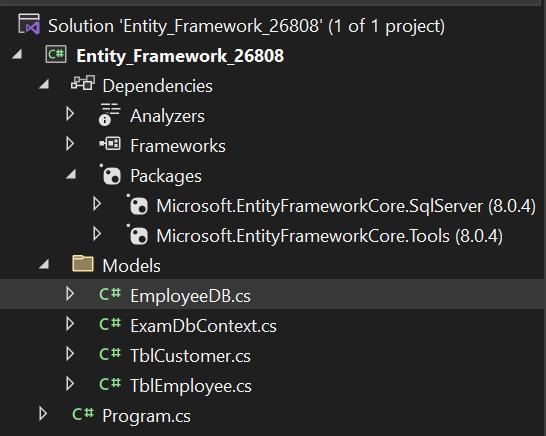 Solution 'Entity_Framework_26808' (1 of 1 project)
C# Entity_Framework_26808
Dependencies
Analyzers
Frameworks
Packages
Microsoft.EntityFrameworkCore.SqlServer (8.0.4)
Microsoft.EntityFrameworkCore.Tools (8.0.4)
Models
C# EmployeeDB.cs
C# ExamDbContext.cs
C# TblCustomer.cs
C# TblEmployee.cs
C# Program.cs